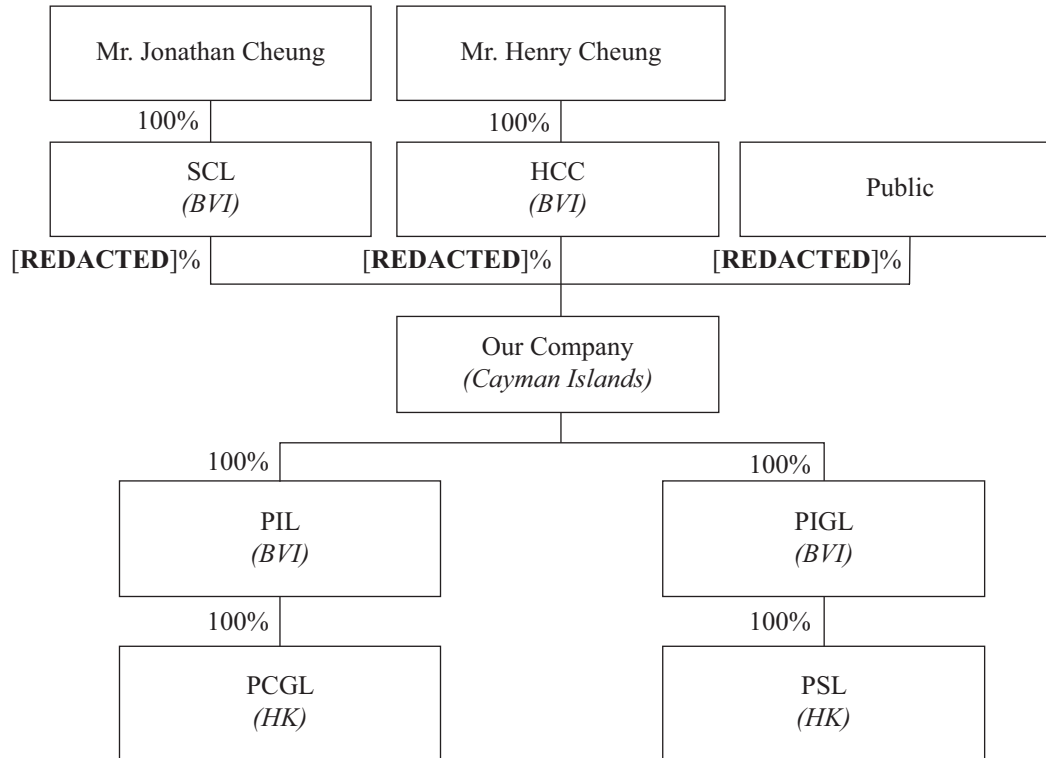 Mr. Jonathan Cheung
Mr. Henry Cheung
100%
100%
SCL
(BVI)
HCC
(BVI)
Public
[REDACTED]%
[REDACTED]%
[REDACTED]%
Our Company
(Cayman Islands)
100%
100%
PIL
(BVI)
PIGL
(BVI)
100%
100%
PCGL
(HK)
PSL
(HK)